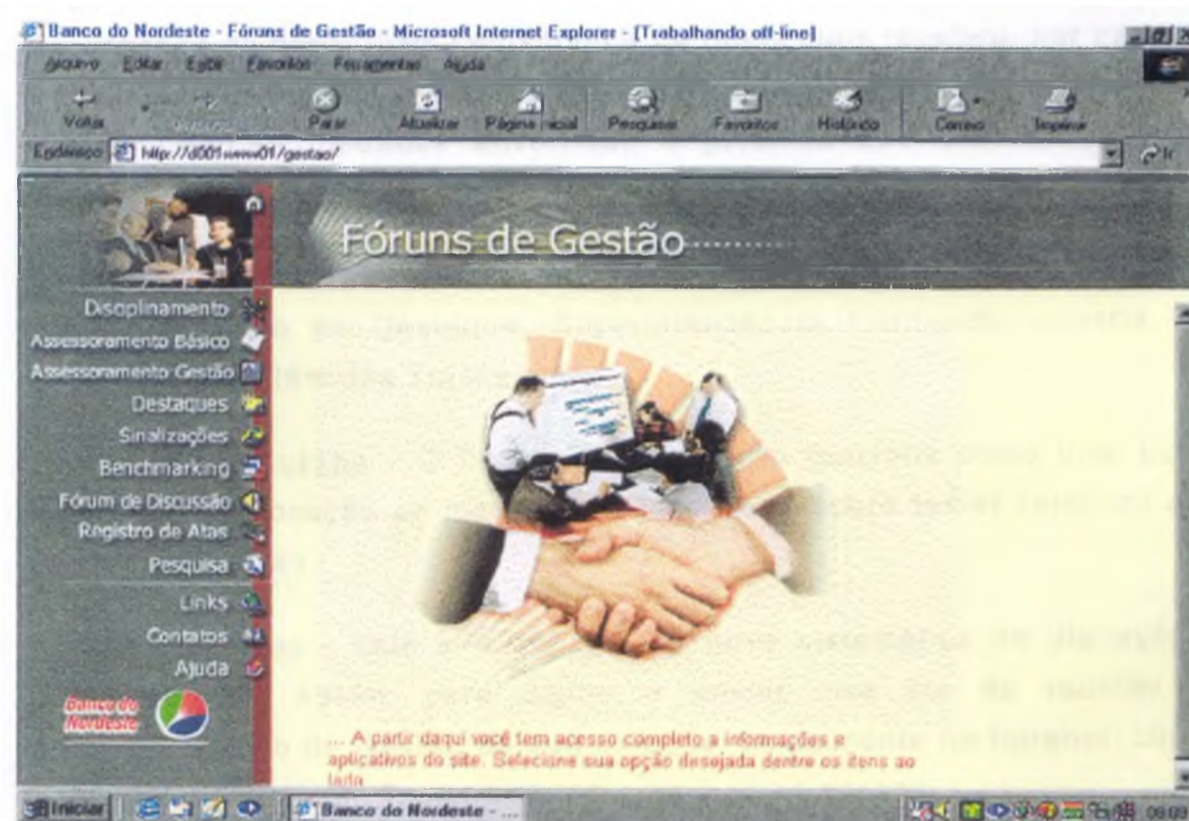 Banco do Nordeste - Fóruns de Gestão - Microsoft Internet Explorer - [Trabalhando off-line]
Arquivo Editar Exibir Favoritos Ferramentas Ajuda
Voltar Parar Atualizar Página inicial Pesquisar Favoritos Histórico Correio Imprimir
Endereço http://d001www01/gestao/ Ir
Fóruns de Gestão
Disciplinamento
Assessoramento Básico
Assessoramento Gestão
Destaques
Sinalizações
Benchmarking
Fórum de Discussão
Registro de Atas
Pesquisa
Links
Contatos
Ajuda
Banco do
Nordeste
A partir daqui você tem acesso completo a informações e
aplicativos do site. Selecione sua opção desejada dentre os itens ao
lado
Iniciar Banco do Nordeste - ... 09:09